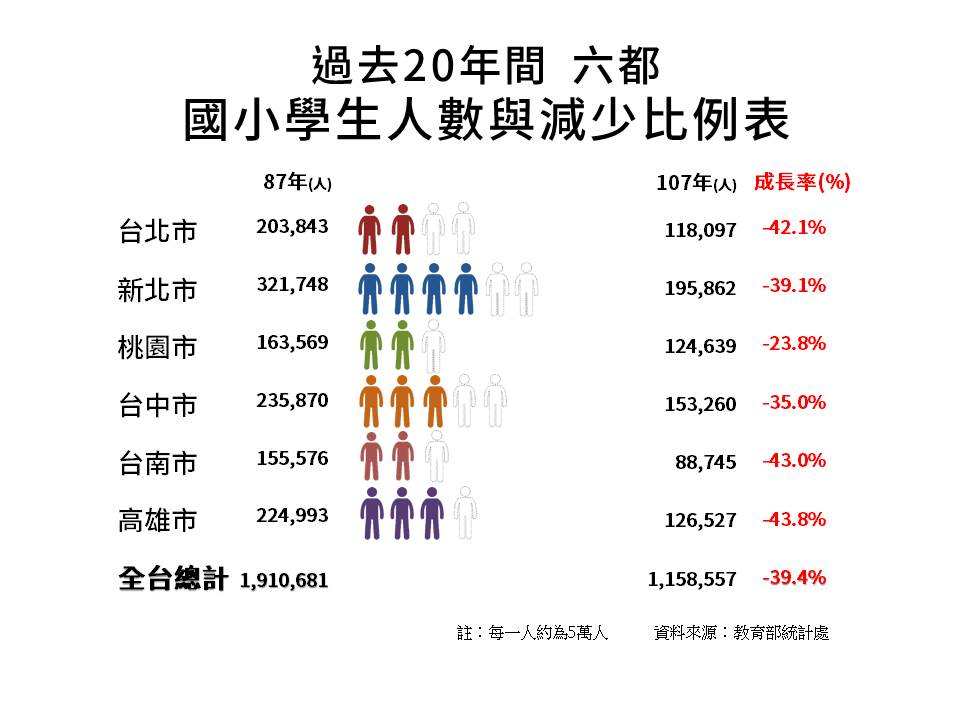 過去20年間 六都
國小學生人數與減少比例表
87年(人) 107年(人) 成長率(%)
台北市 203,843 118,097 -42.1%
新北市 321,748 195,862 -39.1%
桃園市 163,569 124,639 -23.8%
台中市 235,870 153,260 -35.0%
台南市 155,576 88,745 -43.0%
高雄市 224,993 126,527 -43.8%
全台總計 1,910,681 1,158,557 -39.4%
註：每一人約為5萬人 資料來源：教育部統計處